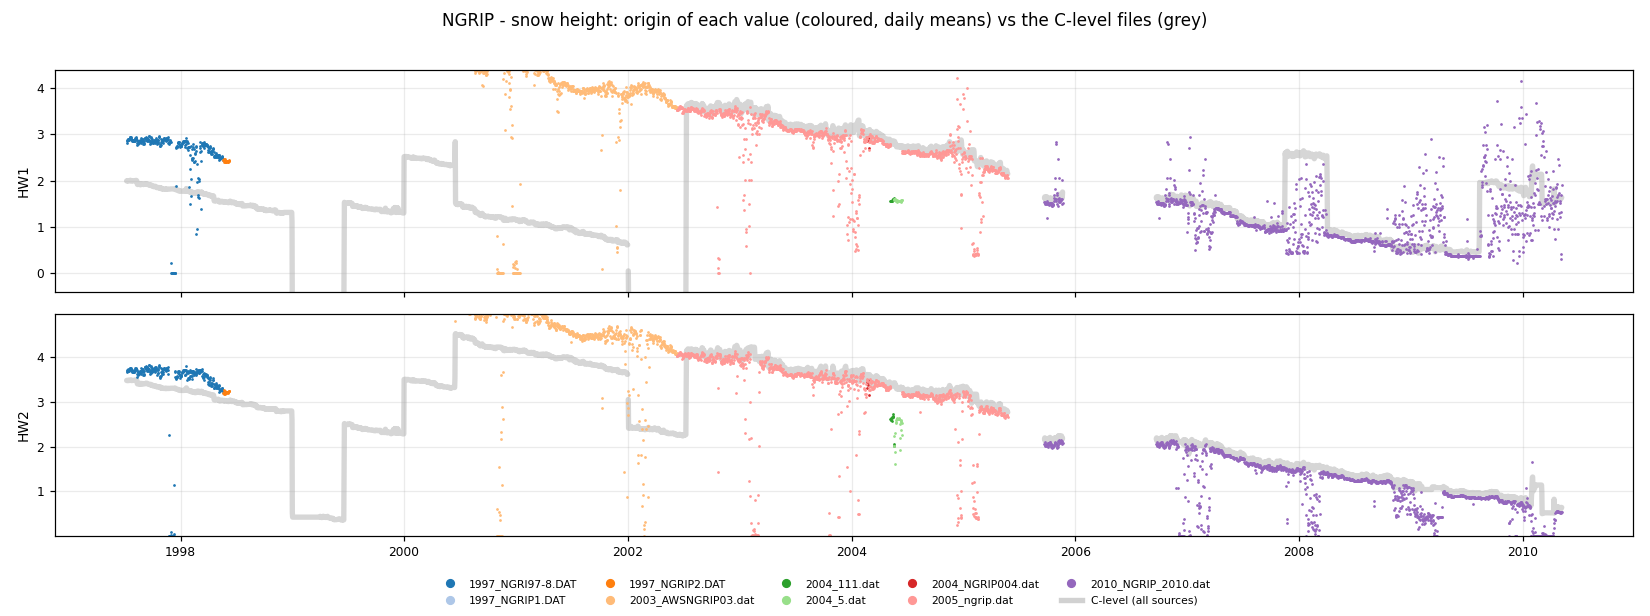 NGRIP - snow height: origin of each value (coloured, daily means) vs the C-level files (grey)
HW1
4
3
2
1
0
HW2
4
3
2
1
1998
2000
2002
2004
2006
2008
2010
1997_NGRI97-8.DAT
1997_NGRIP2.DAT
2004_111.dat
2004_NGRIP004.dat
2010_NGRIP_2010.dat
1997_NGRIP1.DAT
2003_AWSNGRIP03.dat
2004_5.dat
2005_ngrip.dat
C-level (all sources)